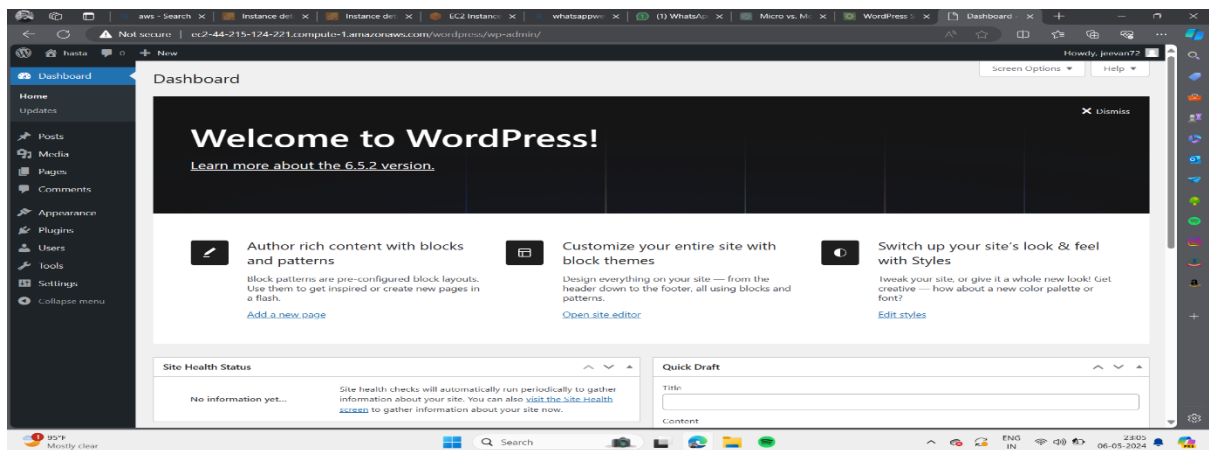 aws - Search
Instance det
Instance det
EC2 Instance
whatsappwe
(1) WhatsAp
Micro vs. Mc
WordPress S
Dashboard
Not secure | ec2-44-215-124-221.compute-1.amazonaws.com/wordpress/wp-admin/
hasta 0 + New
Howdy, jeevan72
Screen Options Help
Dashboard
Home
Updates
Posts
Media
Pages
Comments
Appearance
Plugins
Users
Tools
Settings
Collapse menu
Dashboard
Dismiss
Welcome to WordPress!
Learn more about the 6.5.2 version.
Author rich content with blocks
and patterns
Block patterns are pre-configured block layouts.
Use them to get inspired or create new pages in
a flash.
Add a new page
Customize your entire site with
block themes
Design everything on your site — from the
header down to the footer, all using blocks and
patterns.
Open site editor
Switch up your site's look & feel
with Styles
Tweak your site, or give it a whole new look! Get
creative — how about a new color palette or
font?
Edit styles
Site Health Status
No information yet...
Site health checks will automatically run periodically to gather
information about your site. You can also visit the Site Health
screen to gather information about your site now.
Quick Draft
Title
Content
1
95°F
Mostly clear
Search
ENG
IN
23:05
06-05-2024